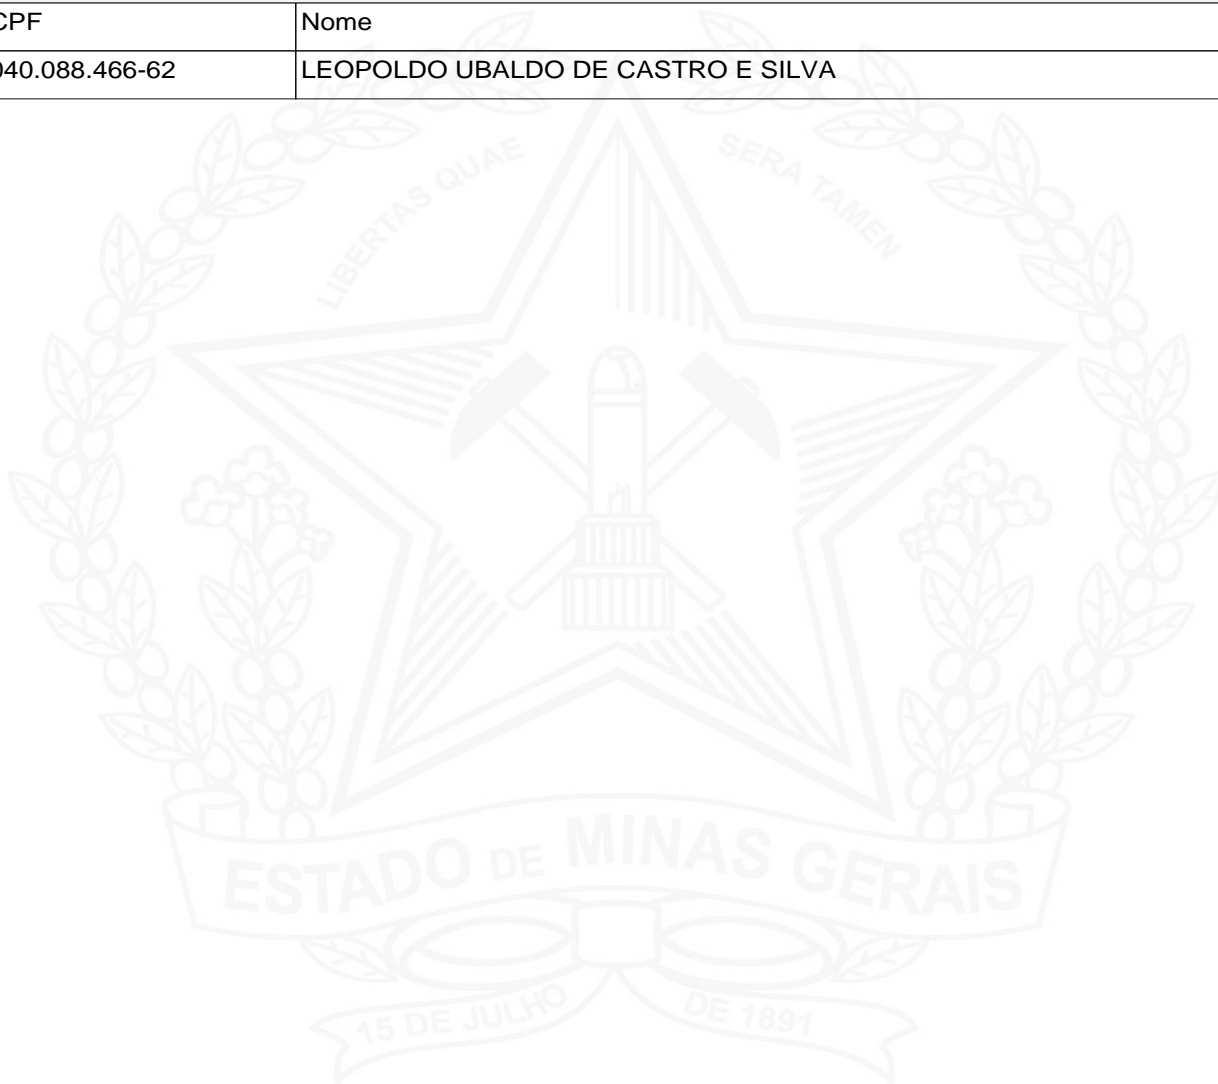 CPF Nome
040.088.466-62 LEOPOLDO UBALDO DE CASTRO E SILVA
LIBERTAS QUAE SERA TAMEN
ESTADO DE MINAS GERAIS
15 DE JULHO DE 1891